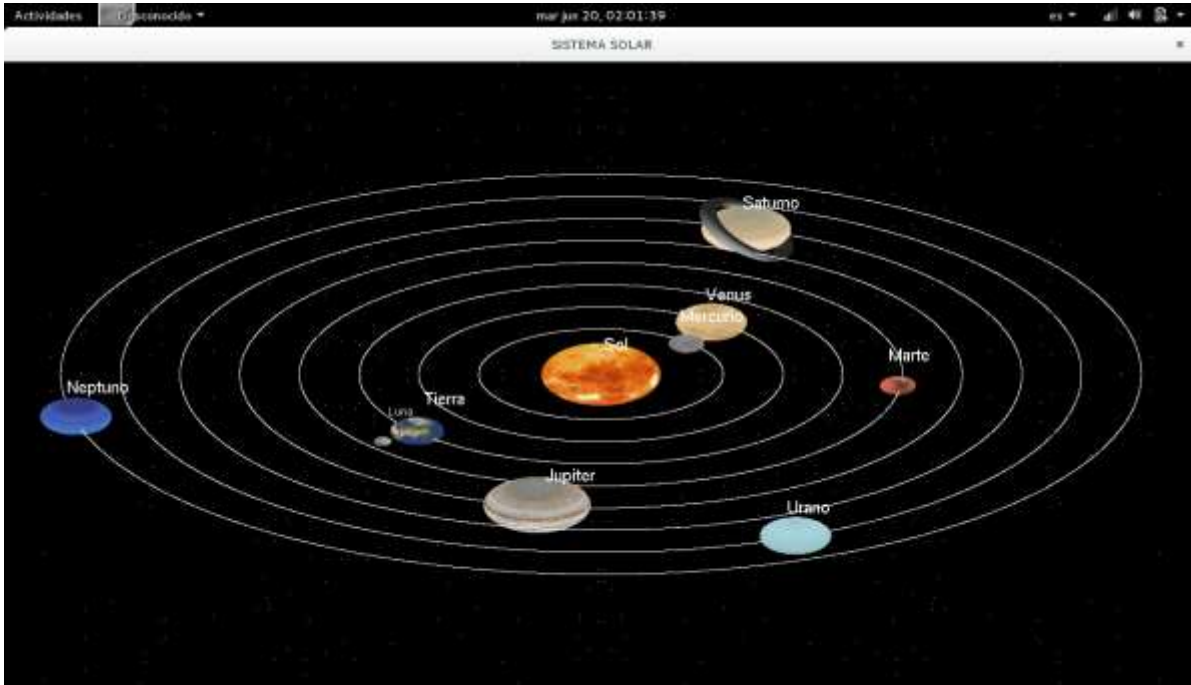 Actividades Desconocido mar jun 20, 02:01:39 es
SISTEMA SOLAR
Saturno
Venus
Mercurio
Sol
Marte
Neptuno
Tierra
Luna
Jupiter
Urano